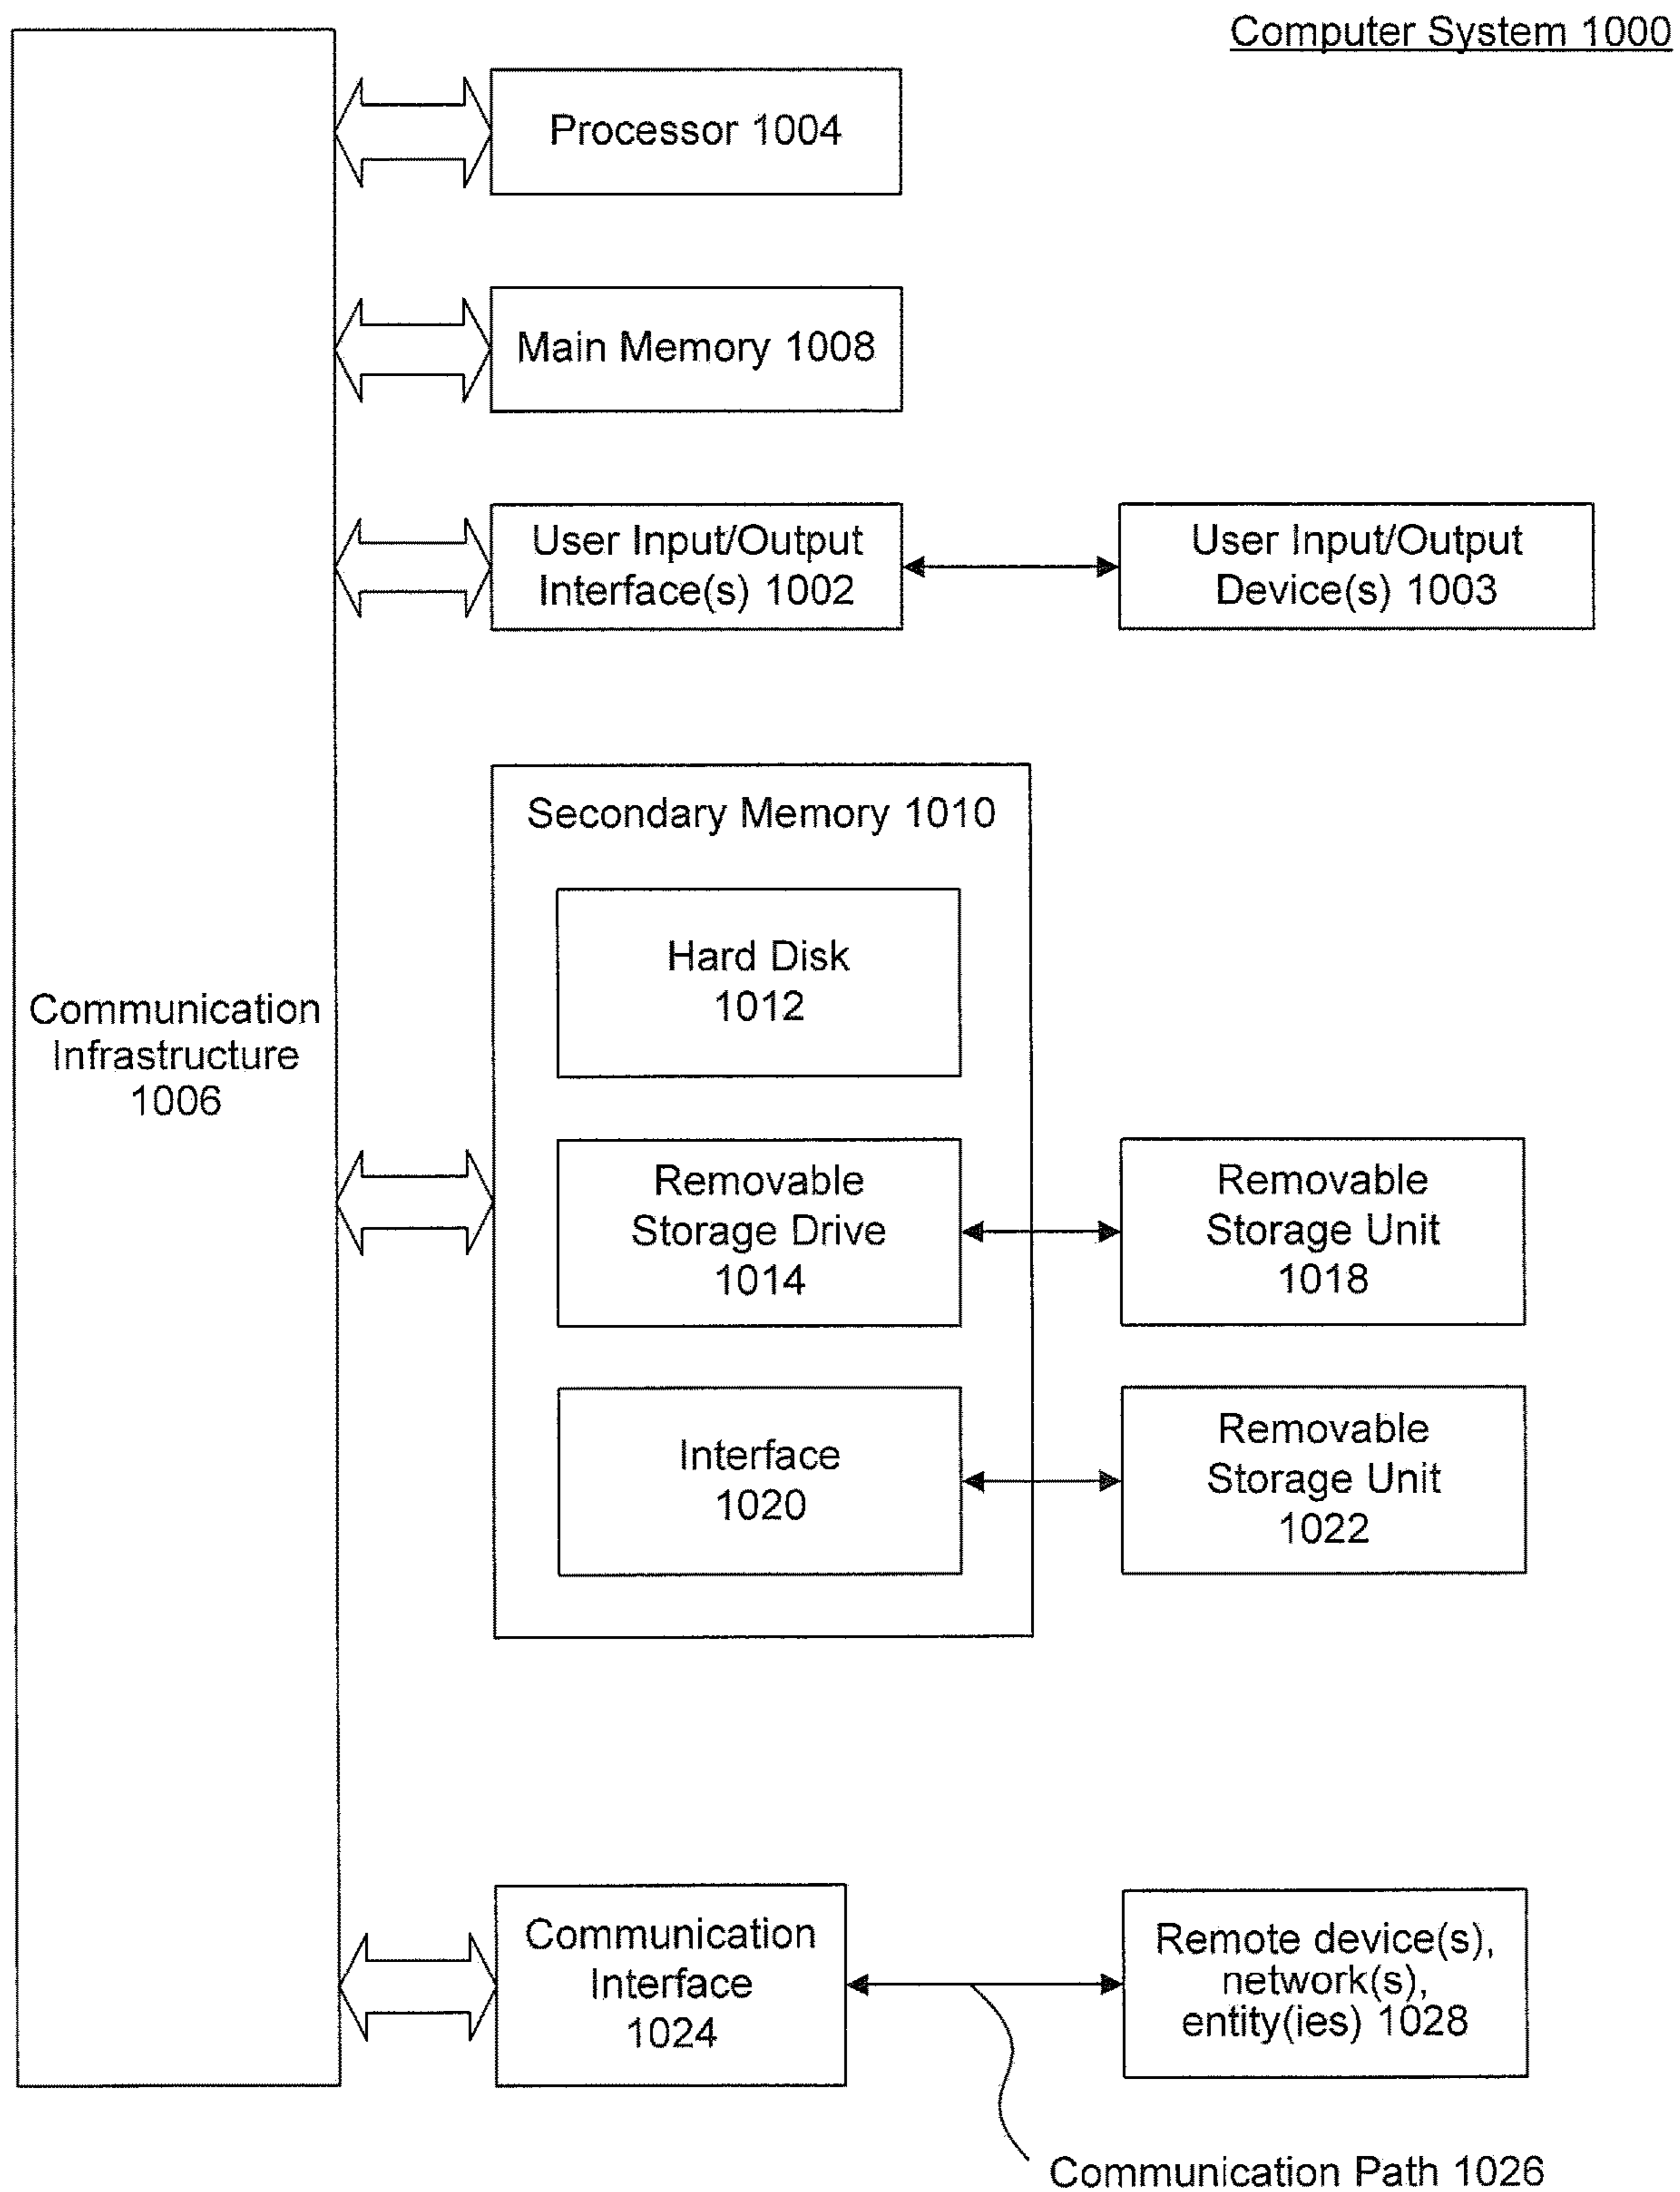 Computer System 1000
Processor 1004
Main Memory 1008
User Input/Output
Interface(s) 1002
User Input/Output
Device(s) 1003
Secondary Memory 1010
Hard Disk
1012
Communication
Infrastructure
1006
Removable
Storage Drive
1014
Removable
Storage Unit
1018
Interface
1020
Removable
Storage Unit
1022
Communication
Interface
1024
Remote device(s),
network(s),
entity(ies) 1028
Communication Path 1026